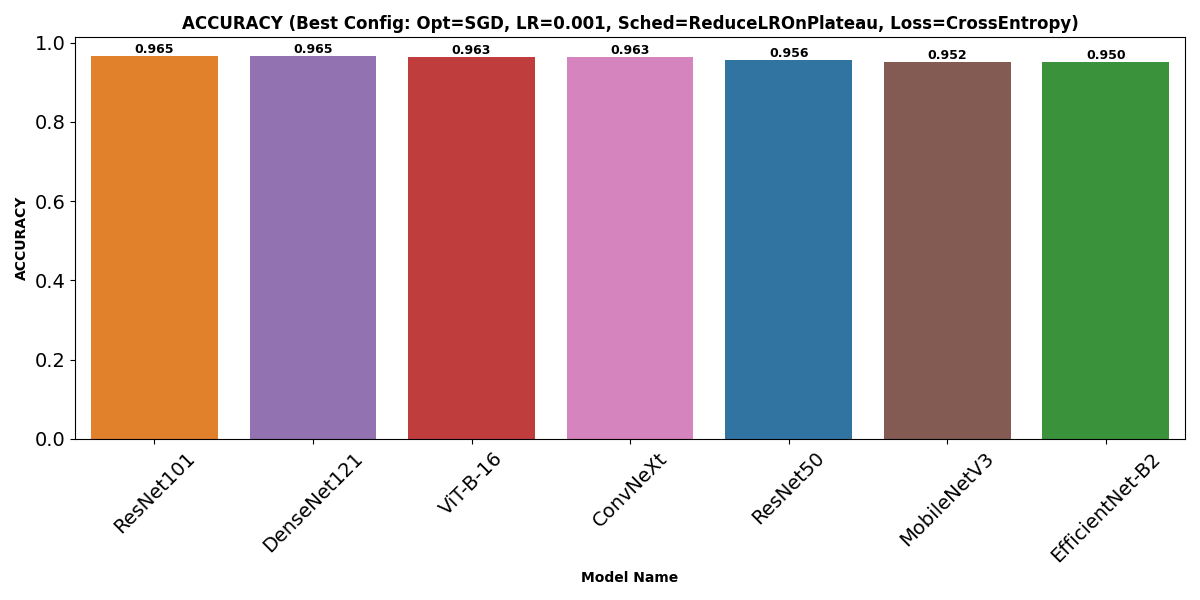 ACCURACY (Best Config: Opt=SGD, LR=0.001, Sched=ReduceLROnPlateau, Loss=CrossEntropy)
ACCURACY
1.0
0.8
0.6
0.4
0.2
0.0
0.965
0.965
0.963
0.963
0.956
0.952
0.950
ResNet101
DenseNet121
ViT-B-16
ConvNeXt
ResNet50
MobileNetV3
EfficientNet-B2
Model Name